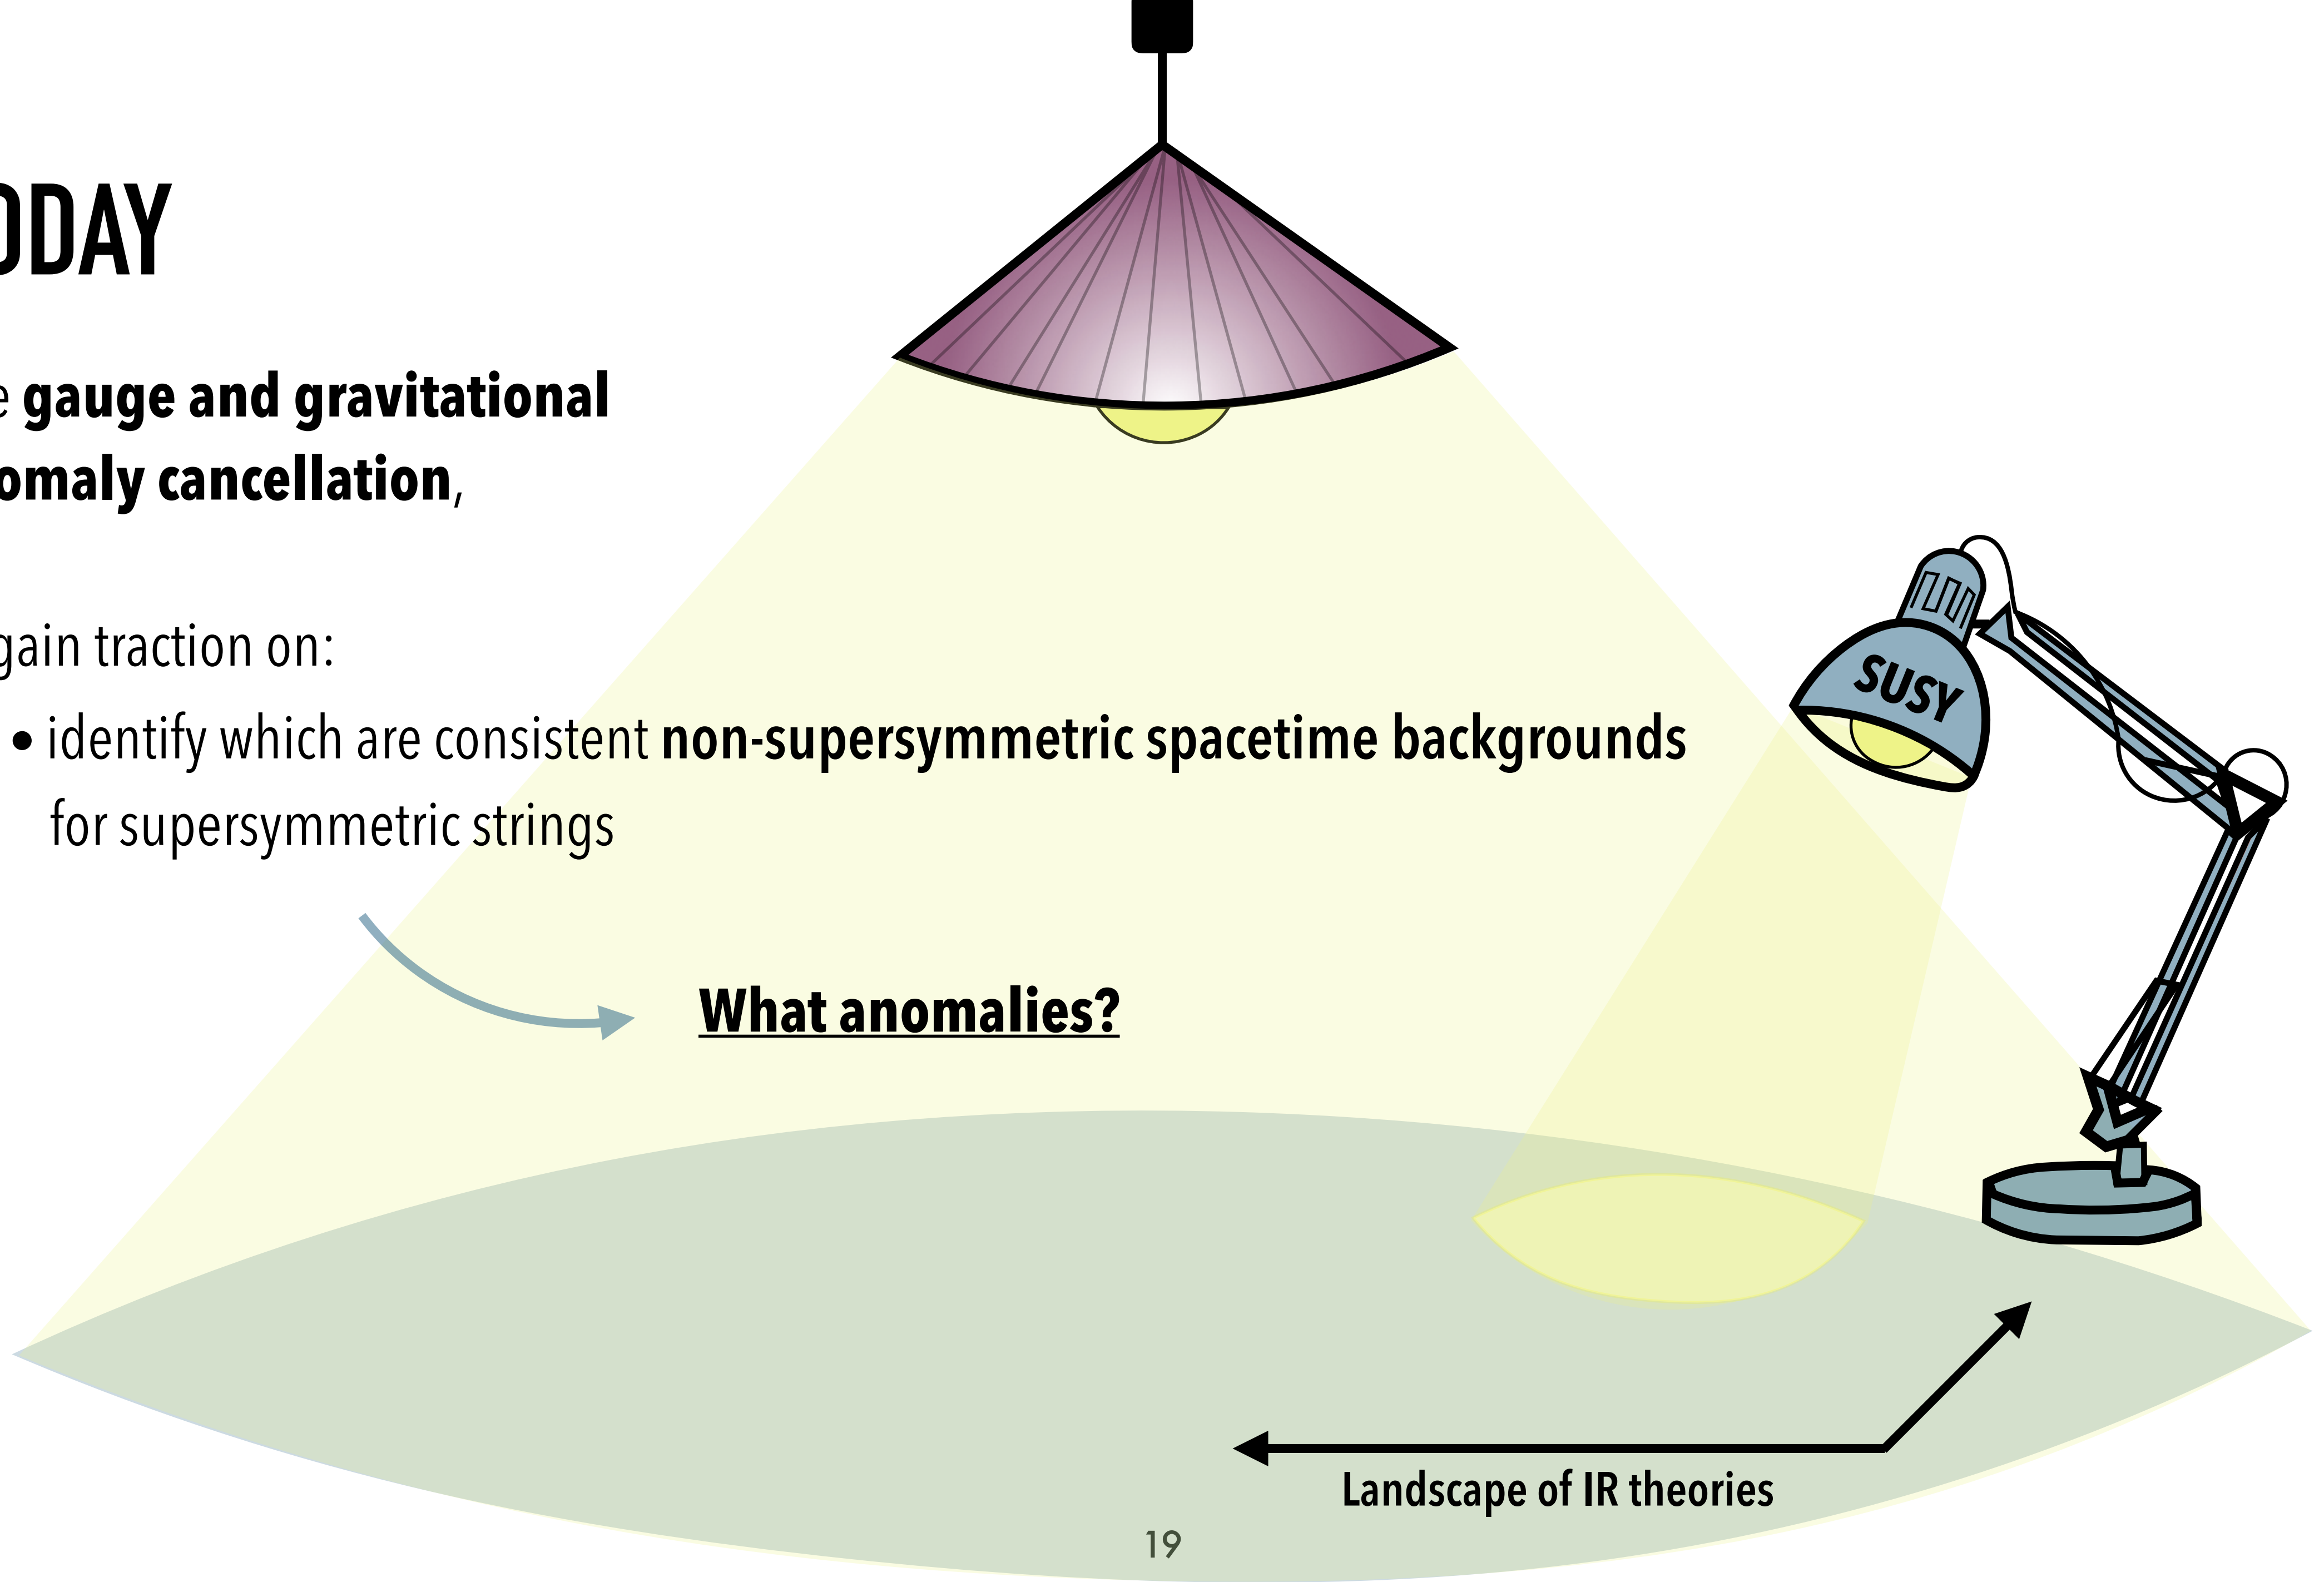 ODAY
e gauge and gravitational
omaly cancellation,
gain traction on:
• identify which are consistent non-supersymmetric spacetime backgrounds
for supersymmetric strings
SUSY
What anomalies?
Landscape of IR theories
19